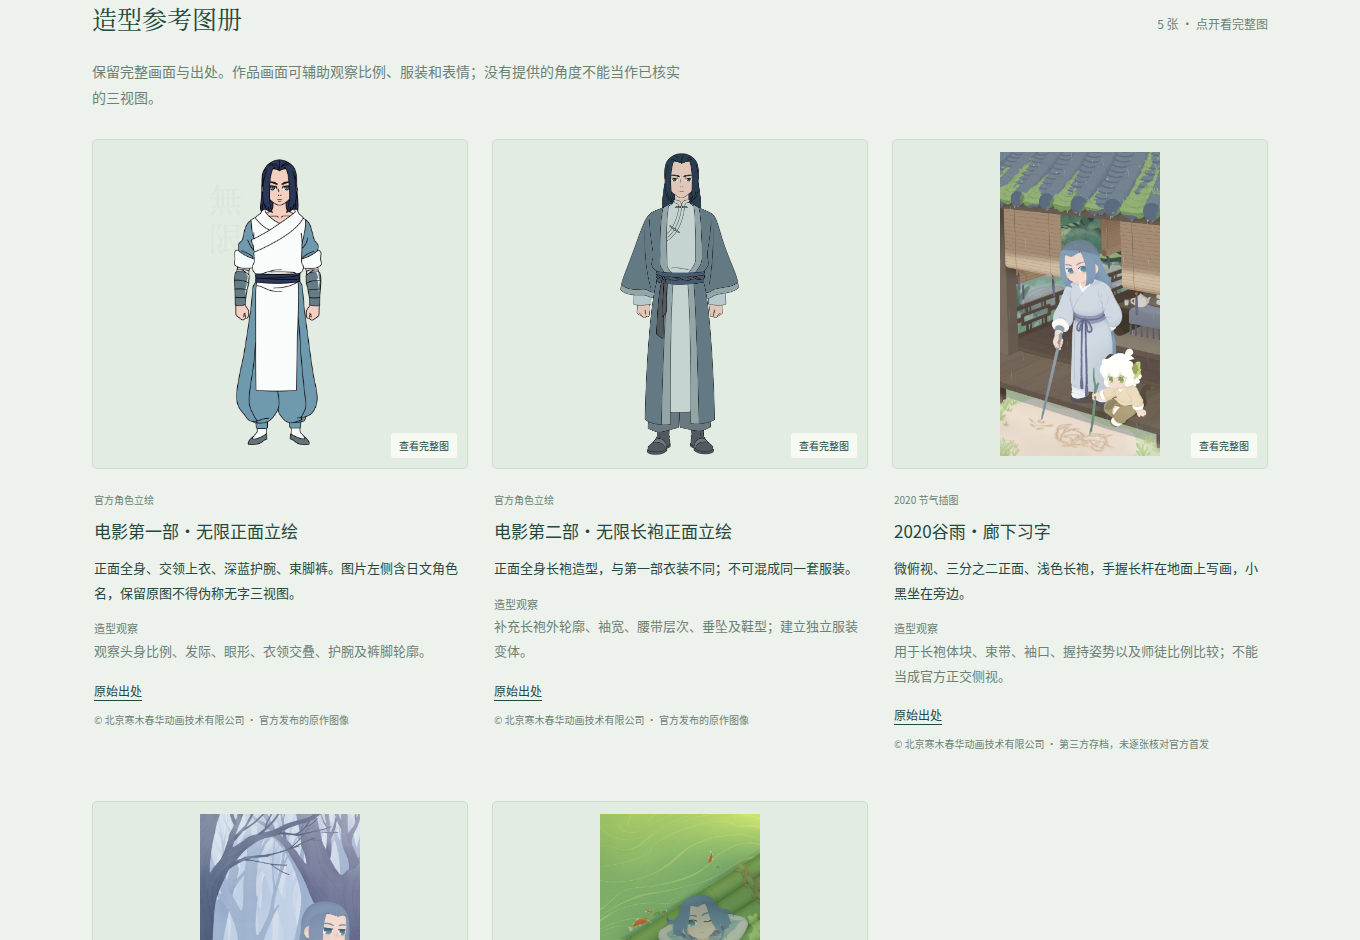 造型参考图册
5 张 · 点开看完整图
保留完整画面与出处。作品画面可辅助观察比例、服装和表情；没有提供的角度不能当作已核实
的三视图。
無
限
查看完整图
查看完整图
查看完整图
官方角色立绘
电影第一部·无限正面立绘
正面全身、交领上衣、深蓝护腕、束脚裤。图片左侧含日文角色
名，保留原图不得伪称无字三视图。
造型观察
观察头身比例、发际、眼形、衣领交叠、护腕及裤脚轮廓。
原始出处
© 北京寒木春华动画技术有限公司 · 官方发布的原作图像
官方角色立绘
电影第二部·无限长袍正面立绘
正面全身长袍造型，与第一部衣装不同；不可混成同一套服装。
造型观察
补充长袍外轮廓、袖宽、腰带层次、垂坠及鞋型；建立独立服装
变体。
原始出处
© 北京寒木春华动画技术有限公司 · 官方发布的原作图像
2020 节气插图
2020谷雨·廊下习字
微俯视、三分之二正面、浅色长袍，手握长杆在地面上写画，小
黑坐在旁边。
造型观察
用于长袍体块、束带、袖口、握持姿势以及师徒比例比较；不能
当成官方正交侧视。
原始出处
© 北京寒木春华动画技术有限公司 · 第三方存档，未逐张核对官方首发